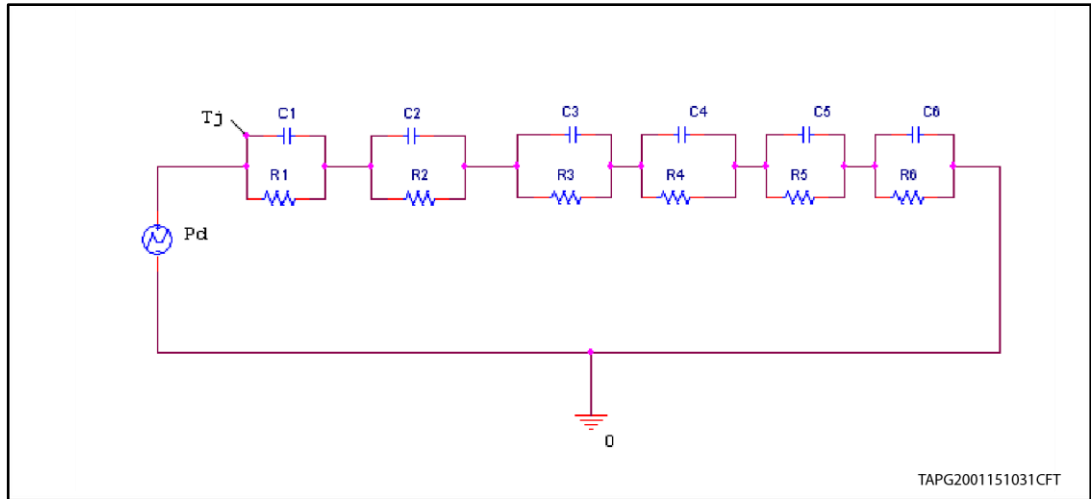 Tj
C1
C2
C3
C4
C5
C6
R1
R2
R3
R4
R5
R6
Pd
0
TAPG2001151031CFT